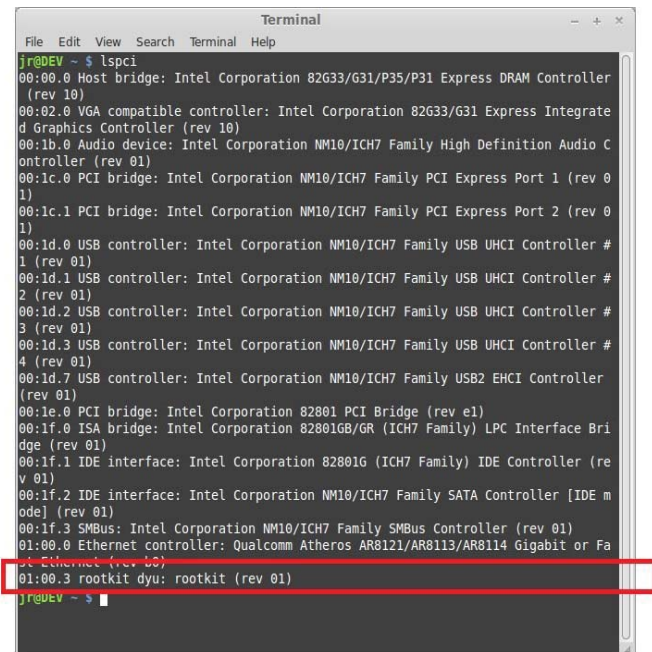 Terminal
File Edit View Search Terminal Help
jr@DEV ~ $ lspci
00:00.0 Host bridge: Intel Corporation 82G33/G31/P35/P31 Express DRAM Controller
(rev 10)
00:02.0 VGA compatible controller: Intel Corporation 82G33/G31 Express Integrate
d Graphics Controller (rev 10)
00:1b.0 Audio device: Intel Corporation NM10/ICH7 Family High Definition Audio C
ontroller (rev 01)
00:1c.0 PCI bridge: Intel Corporation NM10/ICH7 Family PCI Express Port 1 (rev 0
1)
00:1c.1 PCI bridge: Intel Corporation NM10/ICH7 Family PCI Express Port 2 (rev 0
1)
00:1d.0 USB controller: Intel Corporation NM10/ICH7 Family USB UHCI Controller #
1 (rev 01)
00:1d.1 USB controller: Intel Corporation NM10/ICH7 Family USB UHCI Controller #
2 (rev 01)
00:1d.2 USB controller: Intel Corporation NM10/ICH7 Family USB UHCI Controller #
3 (rev 01)
00:1d.3 USB controller: Intel Corporation NM10/ICH7 Family USB UHCI Controller #
4 (rev 01)
00:1d.7 USB controller: Intel Corporation NM10/ICH7 Family USB2 EHCI Controller
(rev 01)
00:1e.0 PCI bridge: Intel Corporation 82801 PCI Bridge (rev e1)
00:1f.0 ISA bridge: Intel Corporation 82801GB/GR (ICH7 Family) LPC Interface Bri
dge (rev 01)
00:1f.1 IDE interface: Intel Corporation 82801G (ICH7 Family) IDE Controller (re
v 01)
00:1f.2 IDE interface: Intel Corporation NM10/ICH7 Family SATA Controller [IDE m
ode] (rev 01)
00:1f.3 SMBus: Intel Corporation NM10/ICH7 Family SMBus Controller (rev 01)
01:00.0 Ethernet controller: Qualcomm Atheros AR8121/AR8113/AR8114 Gigabit or Fa
st Ethernet (rev b0)
01:00.3 rootkit dyu: rootkit (rev 01)
jr@DEV ~ $